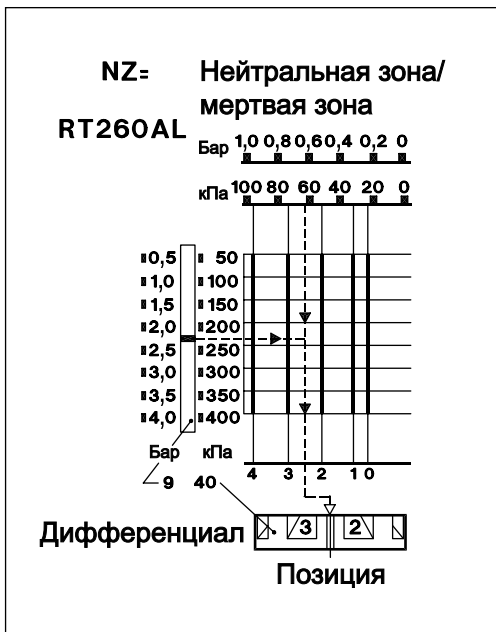 NZ= Нейтральная зона/
мертвая зона
RT260AL
Бар 1,0 0,8 0,6 0,4 0,2 0
кПа 100 80 60 40 20 0
0,5 50
1,0 100
1,5 150
2,0 200
2,5 250
3,0 300
3,5 350
4,0 400
Бар кПа
4 3 2 1 0
9 40
Дифференциал 3 2
Позиция